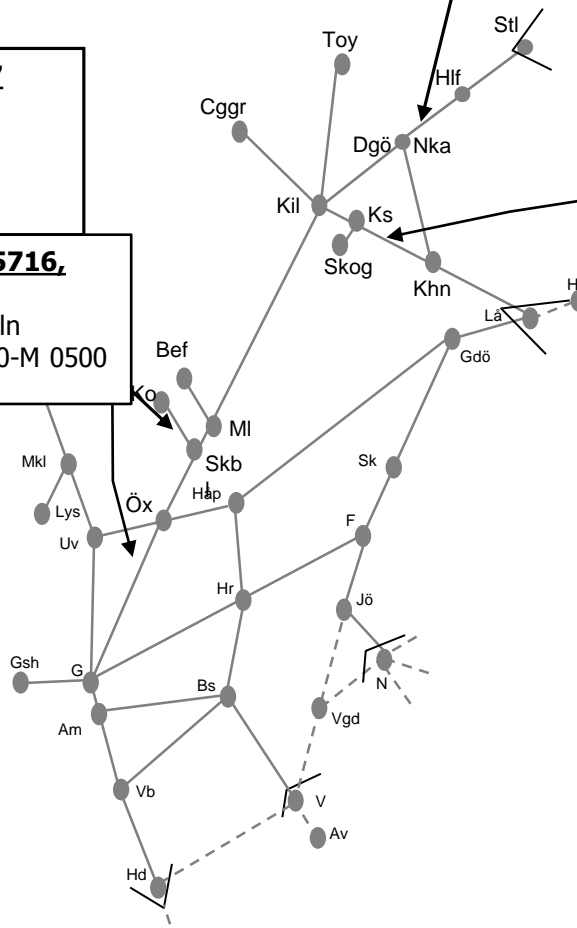 Stl
Toy
Hlf
Cggr
Dgö
Nka
Kil
Ks
Skog
Khn
5716,
ln
0-M 0500
H
Lå
Gdö
Bef
Ko
Ml
Skb
Mkl
Sk
Håp
Lys
Öx
Uv
F
Hr
Jö
Gsh
G
Bs
N
Am
Vgd
Vb
V
Av
Hd